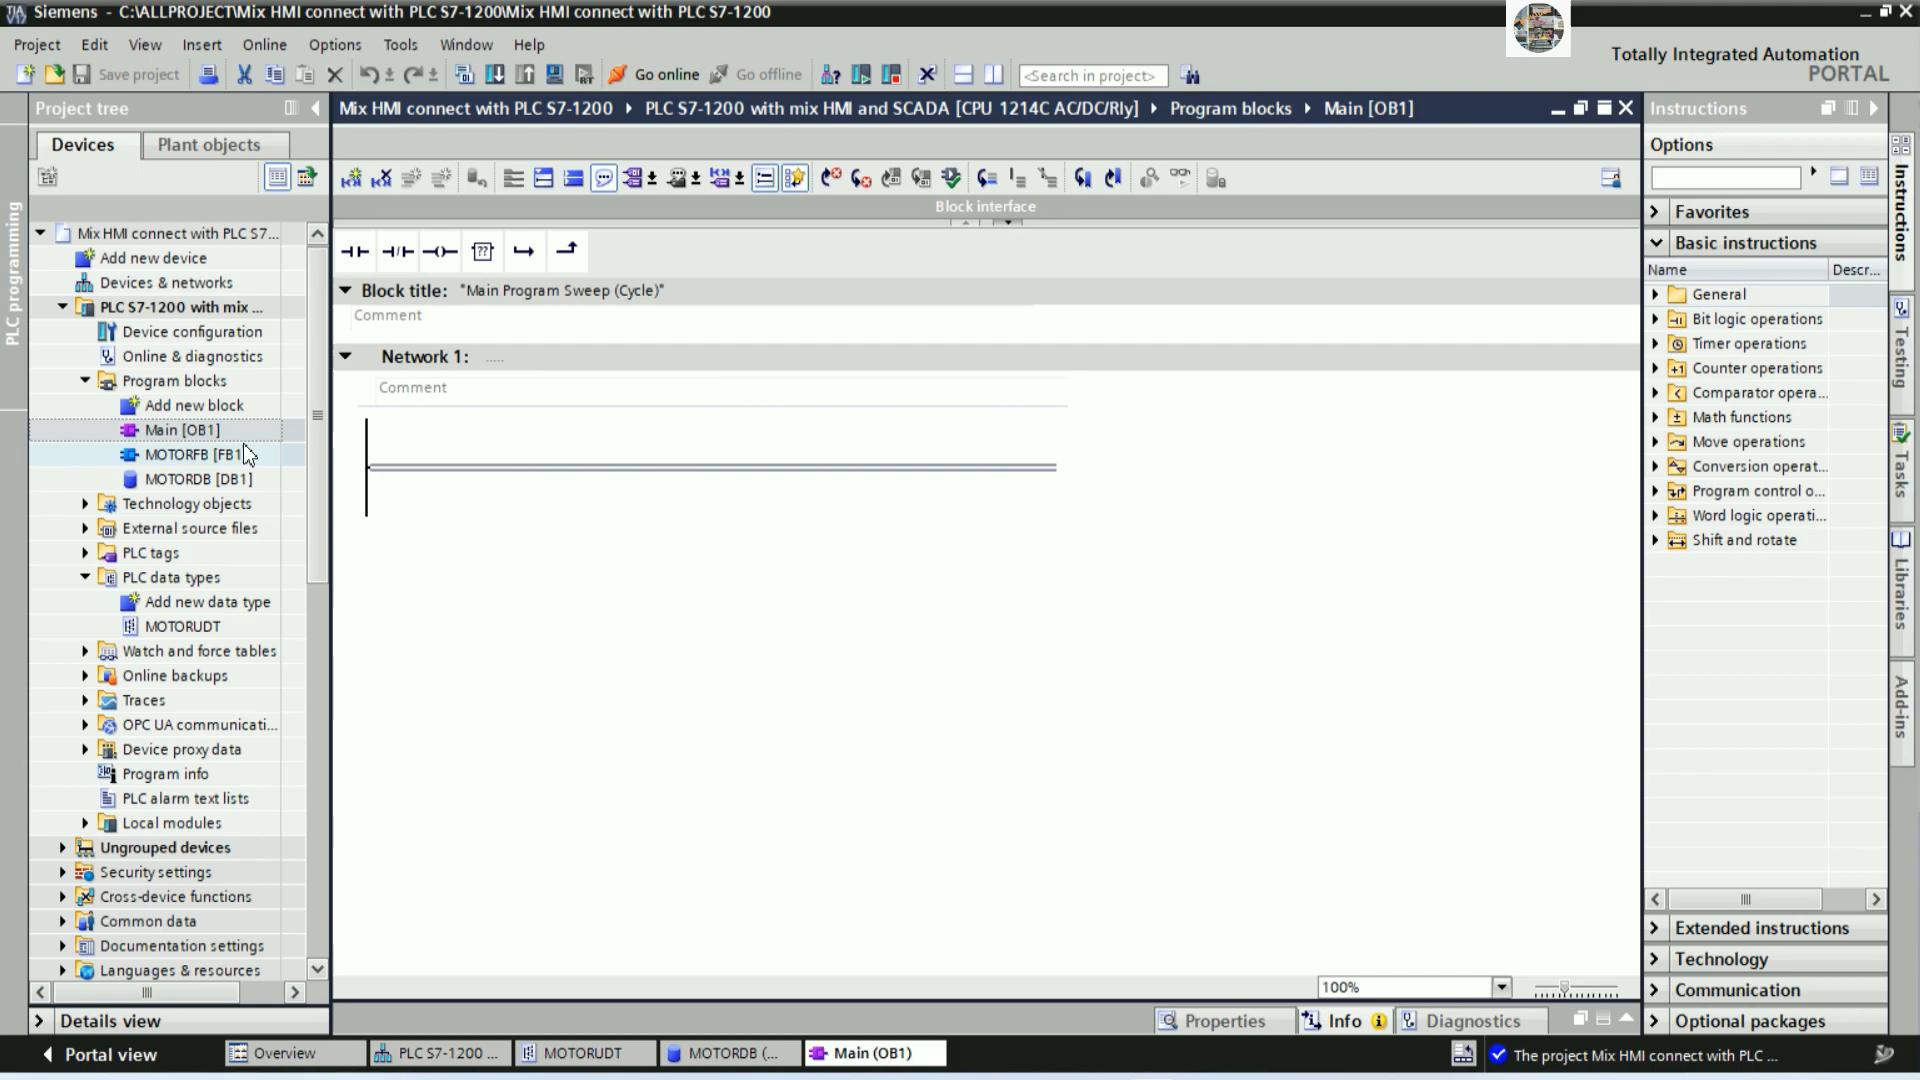 Siemens - C:\ALLPROJECT\Mix HMI connect with PLC S7-1200\Mix HMI connect with PLC S7-1200
Project Edit View Insert Online Options Tools Window Help
Totally Integrated Automation
PORTAL
Save project
Go online
Go offline
<Search in project>
Project tree
Mix HMI connect with PLC S7-1200 ▸ PLC S7-1200 with mix HMI and SCADA [CPU 1214C AC/DC/Rly] ▸ Program blocks ▸ Main [OB1]
Instructions
Devices
Plant objects
Options
Block interface
Favorites
Basic instructions
Name Descr...
Block title: "Main Program Sweep (Cycle)"
Comment
Network 1: .....
Comment
PLC programming
Mix HMI connect with PLC S7...
Add new device
Devices & networks
PLC S7-1200 with mix ...
Device configuration
Online & diagnostics
Program blocks
Add new block
Main [OB1]
MOTORFB [FB1
MOTORDB [DB1]
Technology objects
External source files
PLC tags
PLC data types
Add new data type
MOTORUDT
Watch and force tables
Online backups
Traces
OPC UA communicati...
Device proxy data
Program info
PLC alarm text lists
Local modules
Ungrouped devices
Security settings
Cross-device functions
Common data
Documentation settings
Languages & resources
Details view
General
Bit logic operations
Timer operations
Counter operations
Comparator opera...
Math functions
Move operations
Conversion operat...
Program control o...
Word logic operati...
Shift and rotate
Extended instructions
Technology
Communication
Optional packages
Instructions
Testing
Tasks
Libraries
Add-ins
100%
Properties
Info
Diagnostics
Portal view
Overview
PLC S7-1200 ...
MOTORUDT
MOTORDB (...
Main (OB1)
The project Mix HMI connect with PLC ...